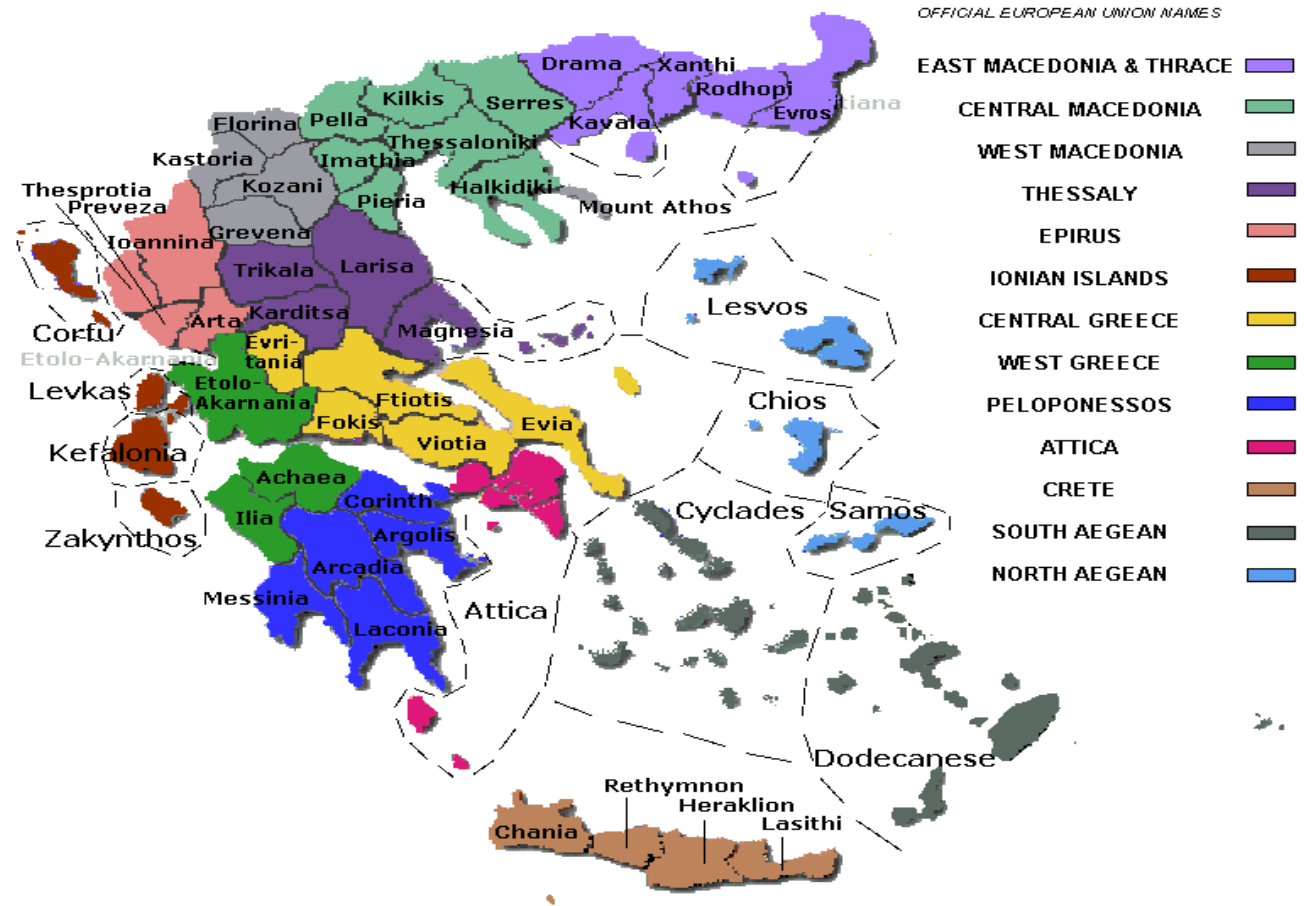 OFFICIAL EUROPEAN UNION NAMES
EAST MACEDONIA & THRACE
CENTRAL MACEDONIA
WEST MACEDONIA
THESSALY
EPIRUS
IONIAN ISLANDS
CENTRAL GREECE
WEST GREECE
PELOPONESSOS
ATTICA
CRETE
SOUTH AEGEAN
NORTH AEGEAN
Drama
Xanthi
Rodhopi
Evros
tiana
Kavala
Kilkis
Serres
Pella
Thessaloniki
Imathia
Halkidiki
Pieria
Mount Athos
Florina
Kastoria
Kozani
Grevena
Thesprotia
Preveza
Ioannina
Arta
Trikala
Larisa
Karditsa
Magnesia
Corfu
Etolo-Akarnania
Levkas
Kefalonia
Zakynthos
Evri-
tania
Etolo-
Akarnania
Ftiotis
Fokis
Viotia
Evia
Achaea
Ilia
Corinth
Argolis
Arcadia
Messinia
Laconia
Attica
Lesvos
Chios
Samos
Cyclades
Dodecanese
Rethymnon
Heraklion
Lasithi
Chania